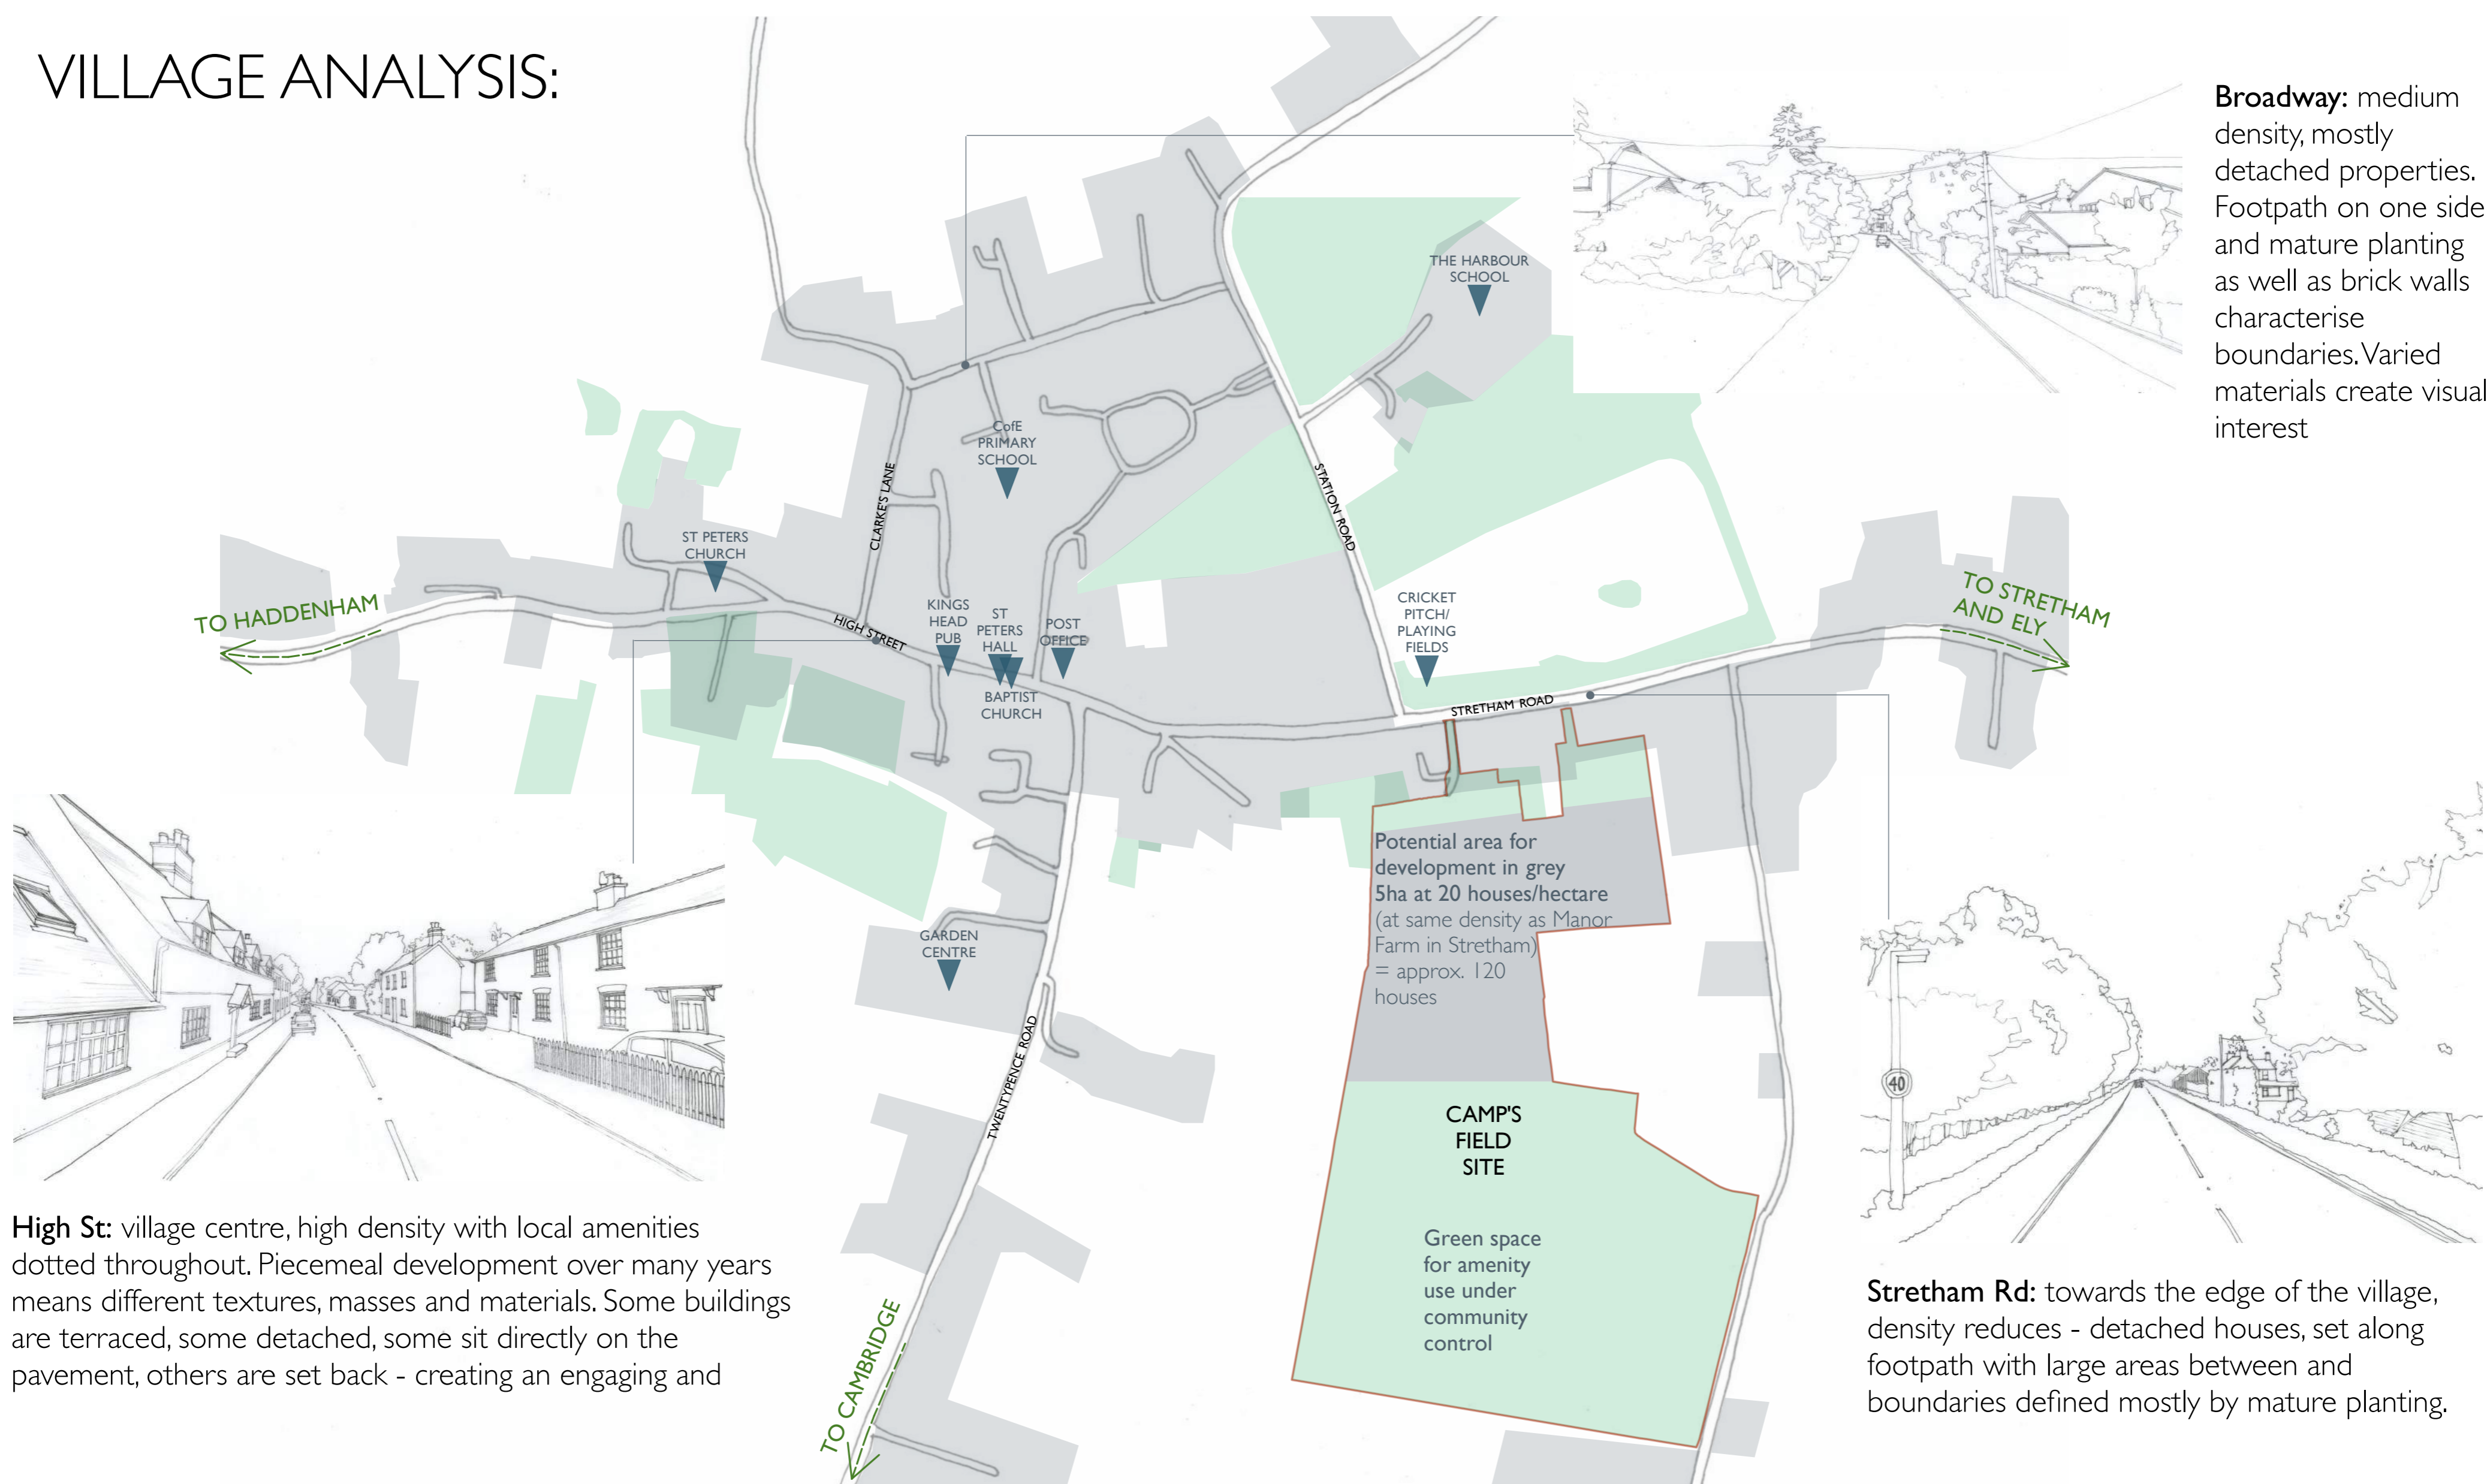 VILLAGE ANALYSIS:
Broadway: medium
density, mostly
detached properties.
Footpath on one side
and mature planting
as well as brick walls
characterise
boundaries. Varied
materials create visual
interest
THE HARBOUR
SCHOOL
CofE
PRIMARY
SCHOOL
CLARKE'S LANE
STATION ROAD
ST PETERS
CHURCH
TO HADDENHAM
HIGH STREET
KINGS
HEAD
PUB
ST
PETERS
HALL
POST
OFFICE
BAPTIST
CHURCH
CRICKET
PITCH/
PLAYING
FIELDS
TO STRETHAM
AND ELY
STRETHAM ROAD
Potential area for
development in grey
5ha at 20 houses/hectare
(at same density as Manor
Farm in Stretham)
= approx. 120
houses
GARDEN
CENTRE
TWENTYPENCE ROAD
CAMP'S
FIELD
SITE
Green space
for amenity
use under
community
control
40
TO CAMBRIDGE
High St: village centre, high density with local amenities
dotted throughout. Piecemeal development over many years
means different textures, masses and materials. Some buildings
are terraced, some detached, some sit directly on the
pavement, others are set back - creating an engaging and
Stretham Rd: towards the edge of the village,
density reduces - detached houses, set along
footpath with large areas between and
boundaries defined mostly by mature planting.